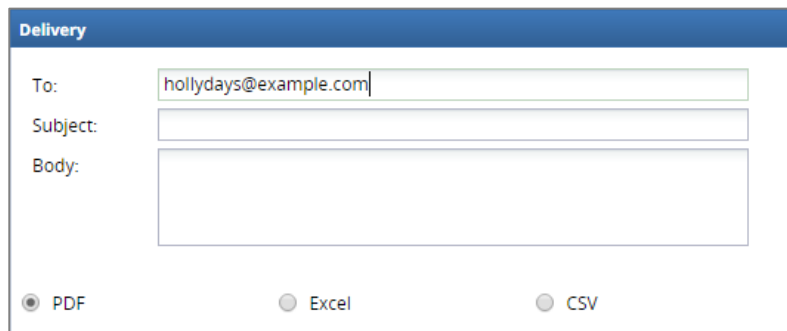 Delivery
To: hollydays@example.com
Subject:
Body:
PDF Excel CSV